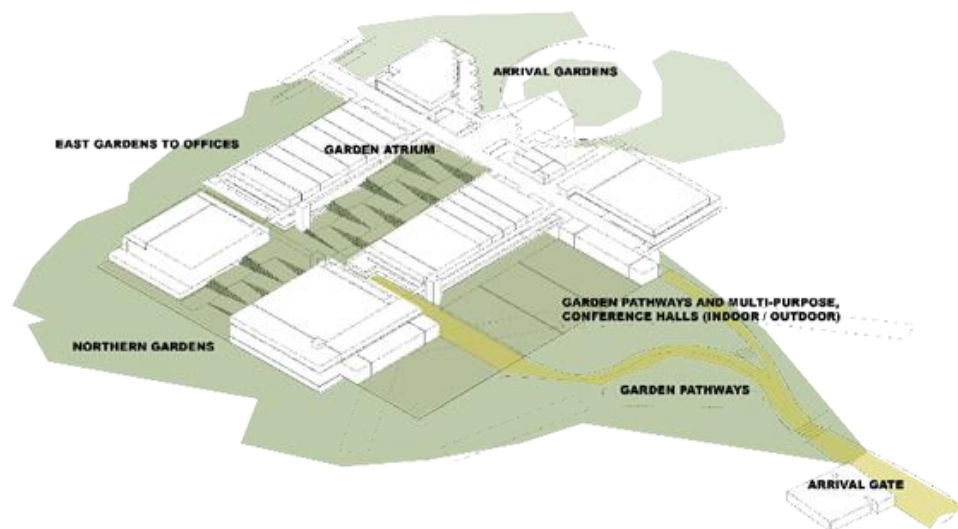 ARRIVAL GARDENS
EAST GARDENS TO OFFICES
GARDEN ATRIUM
GARDEN PATHWAYS AND MULTI-PURPOSE,
CONFERENCE HALLS (INDOOR / OUTDOOR)
NORTHERN GARDENS
GARDEN PATHWAYS
ARRIVAL GATE